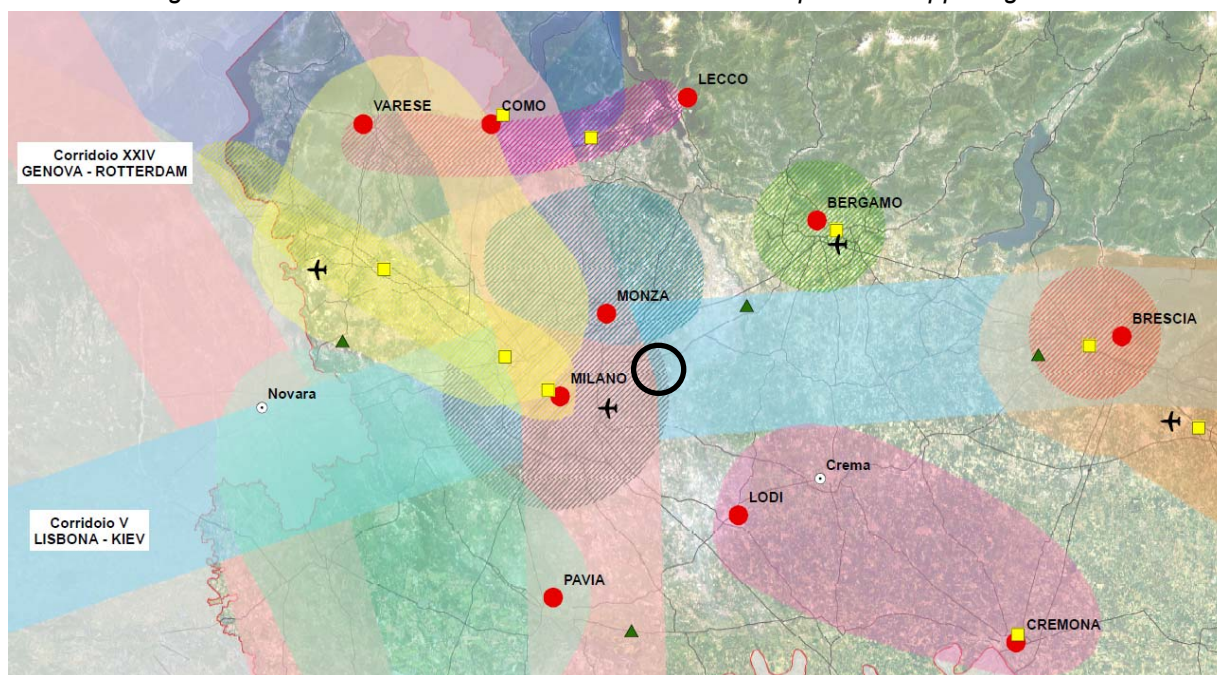 LECCO
VARESE
COMO
Corridoio XXIV
GENOVA - ROTTERDAM
BERGAMO
MONZA
BRESCIA
MILANO
Novara
Crema
LODI
Corridoio V
LISBONA - KIEV
PAVIA
CREMONA